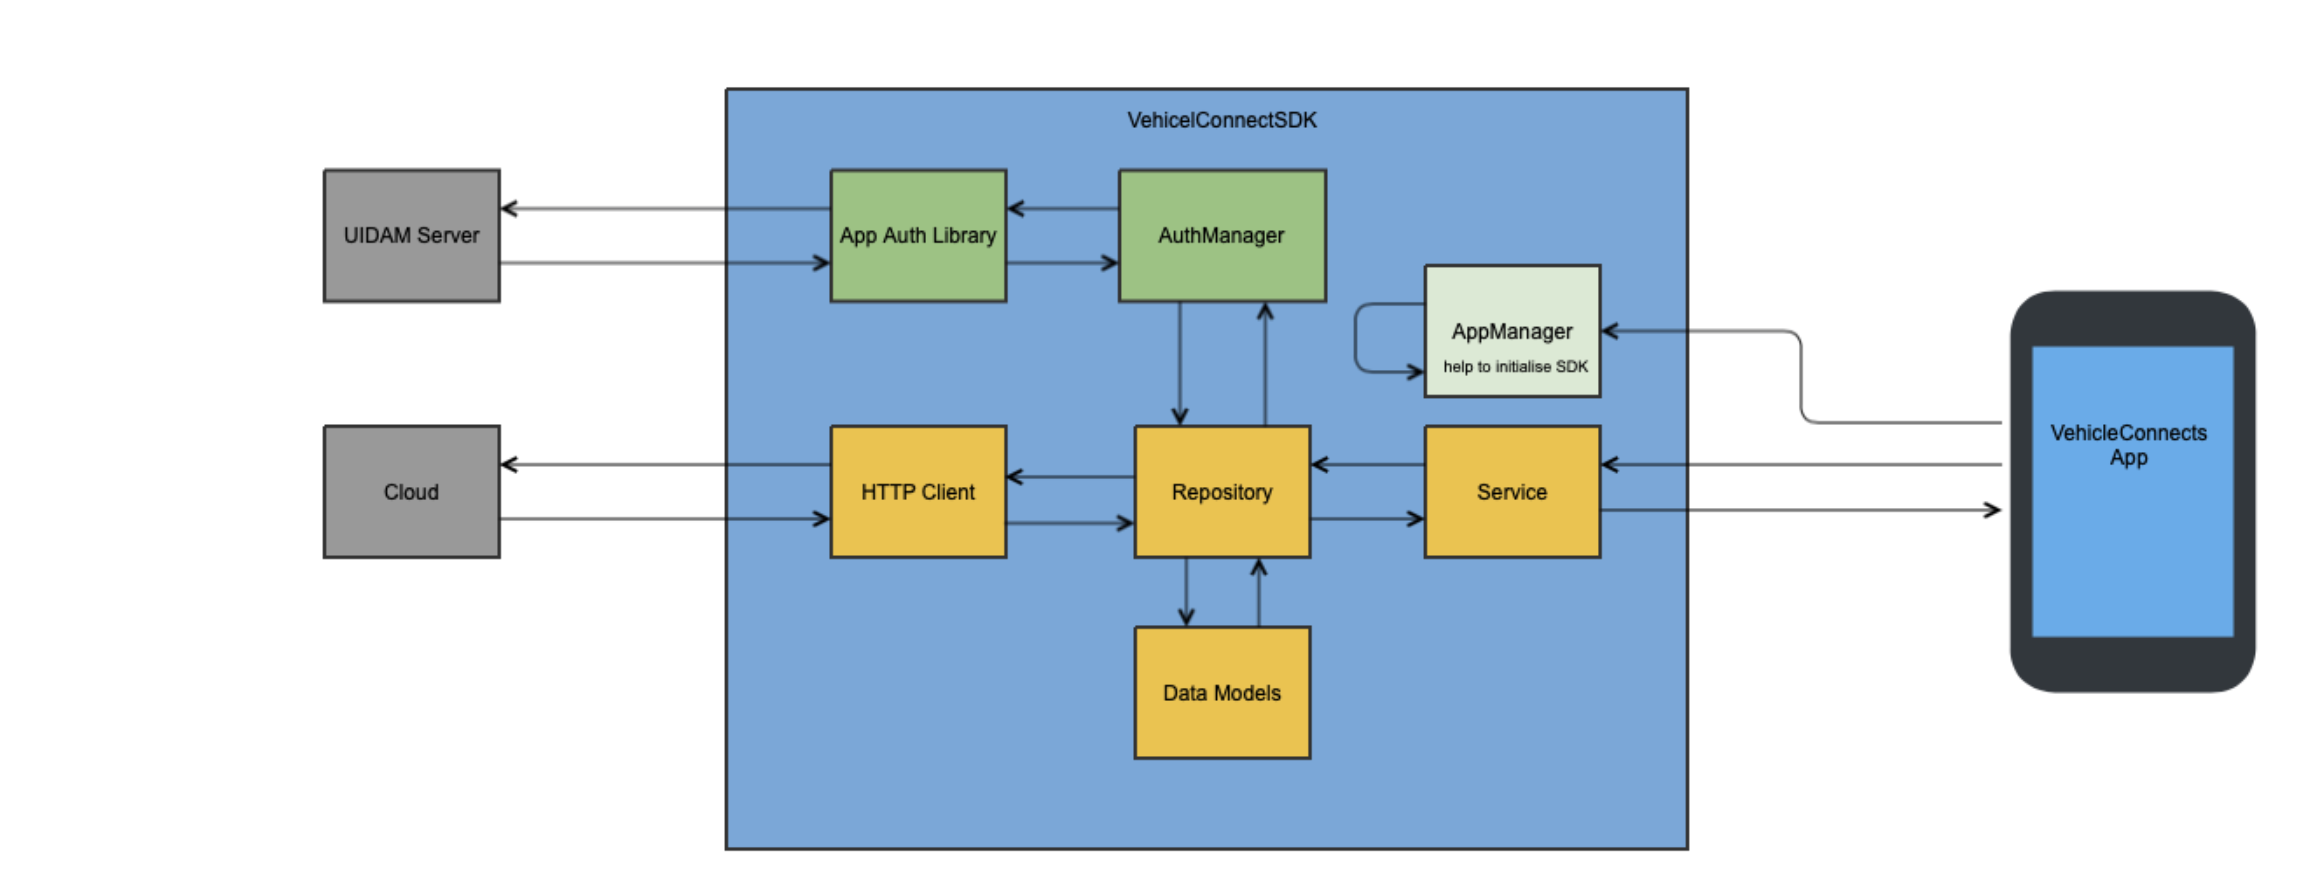 VehicelConnectSDK
UIDAM Server
App Auth Library
AuthManager
AppManager
help to initialise SDK
VehicleConnects
App
Cloud
HTTP Client
Repository
Service
Data Models